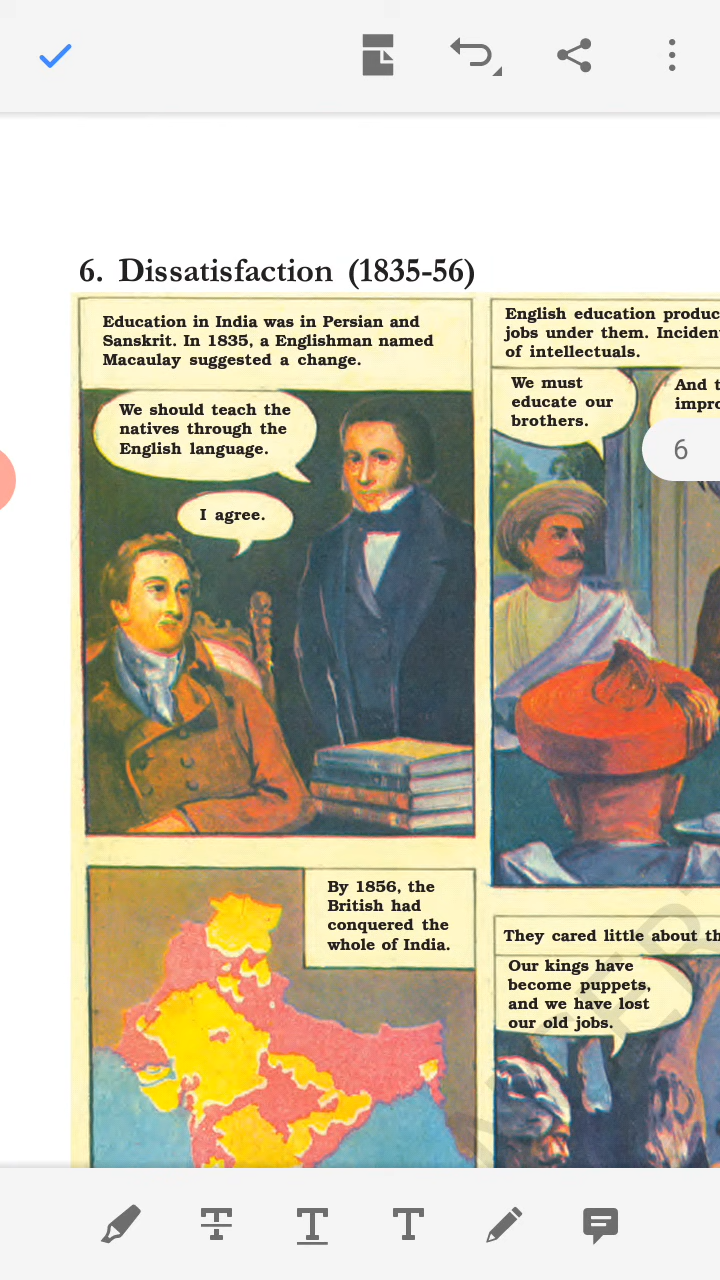 6. Dissatisfaction (1835-56)
Education in India was in Persian and
Sanskrit. In 1835, a Englishman named
Macaulay suggested a change.
We should teach the
natives through the
English language.
I agree.
English education produc
jobs under them. Inciden
of intellectuals.
We must
educate our
brothers.
And t
impro
6
By 1856, the
British had
conquered the
whole of India.
They cared little about th
Our kings have
become puppets,
and we have lost
our old jobs.
T
T
T